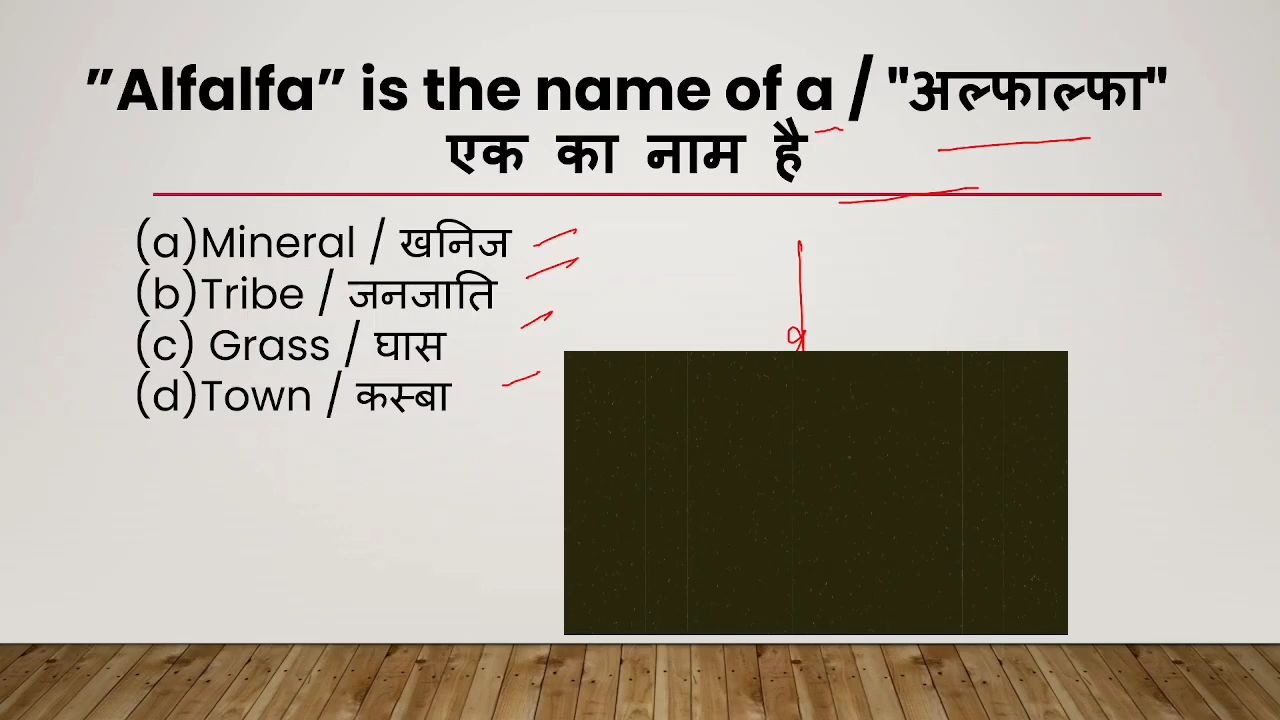 ”Alfalfa” is the name of a / "अल्फाल्फा"
एक का नाम है
(a)Mineral / खनिज
(b)Tribe / जनजाति
(c) Grass / घास
(d)Town / कस्बा